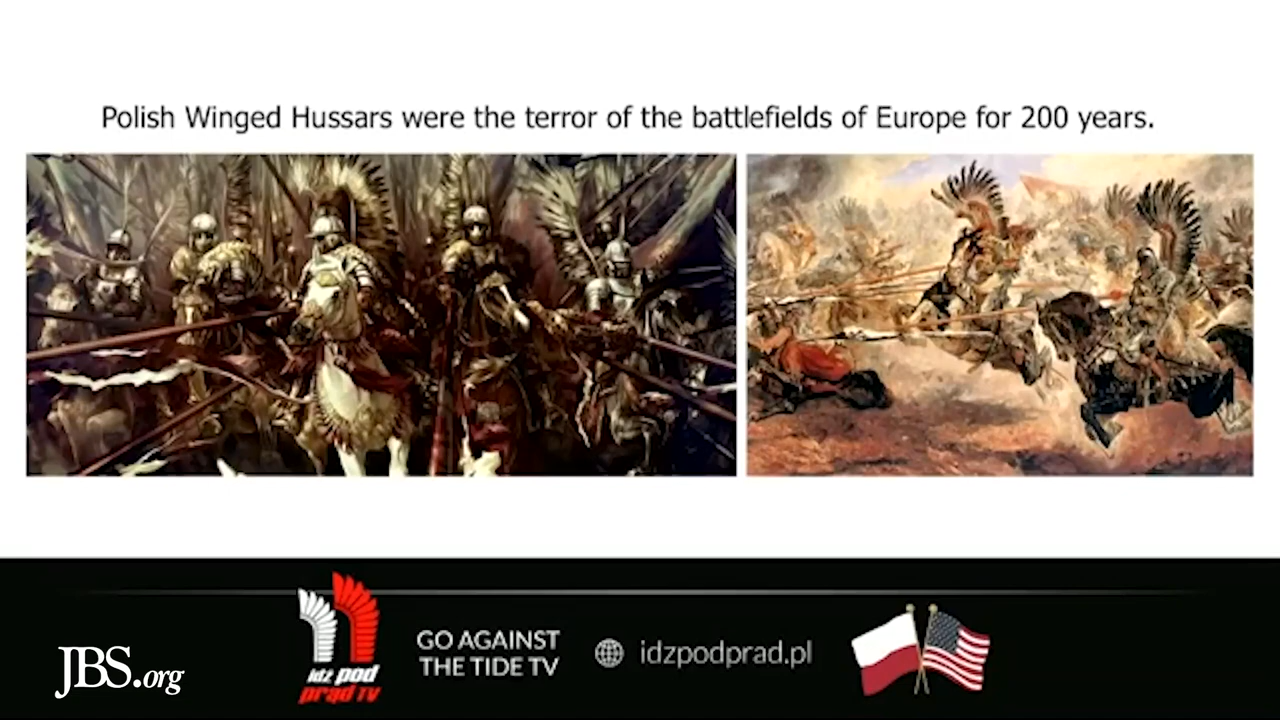 Polish Winged Hussars were the terror of the battlefields of Europe for 200 years.
JBS.org
idź pod
prąd TV
GO AGAINST
THE TIDE TV
idzpodprad.pl